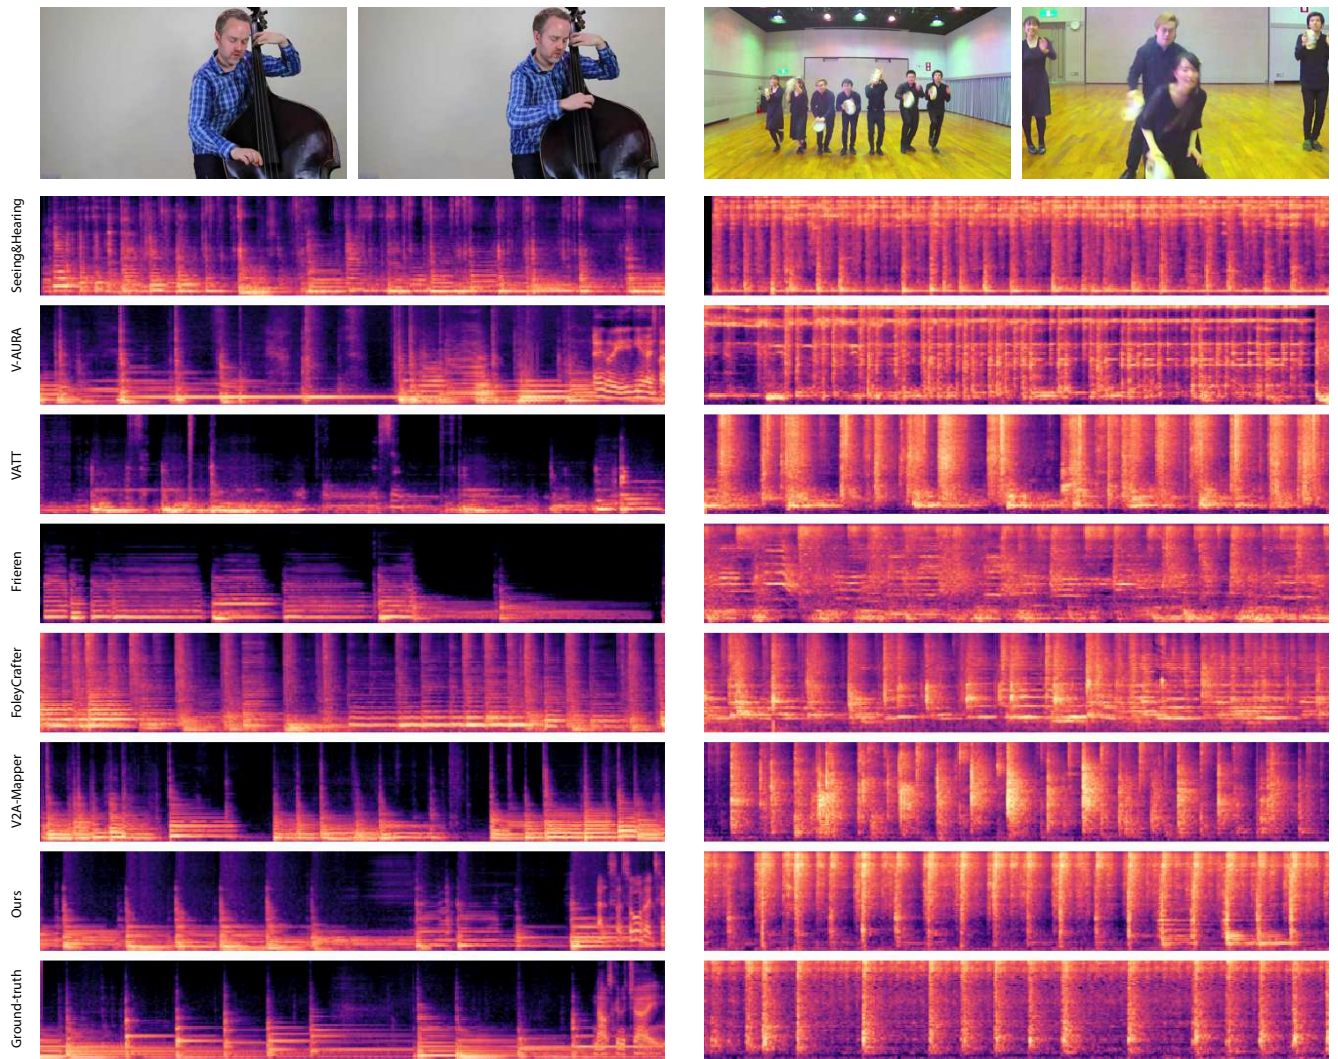 Seeing&Hearing
V-AURA
VATT
Frieren
FoleyCrafter
V2A-Mapper
Ours
Ground-truth